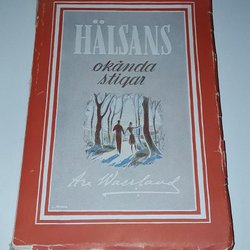 HÄLSANS
okända
stigar
Are Waerland